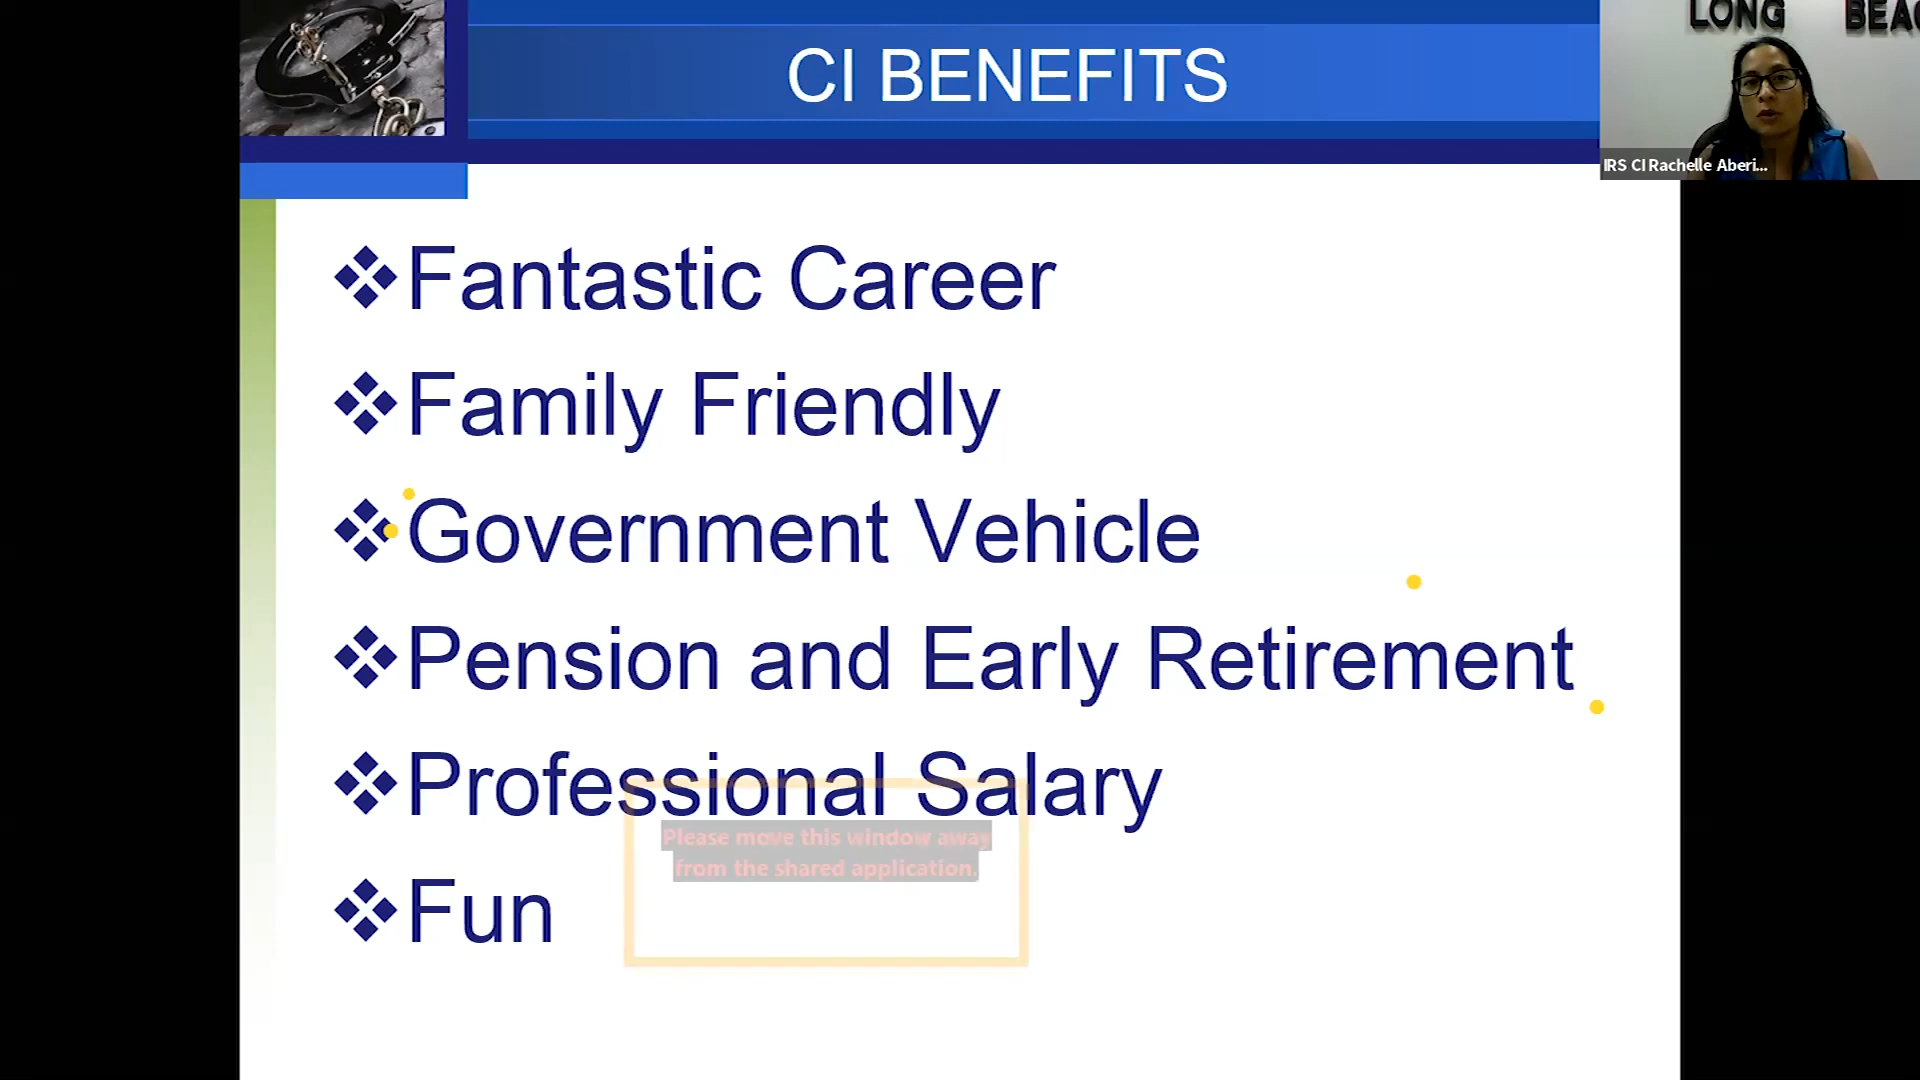 CI BENEFITS
LONG BEAC
IRS CI Rachelle Aberi...
❖Fantastic Career
❖Family Friendly
❖Government Vehicle
❖Pension and Early Retirement
❖Professional Salary
Please move this window away
from the shared application.
❖Fun